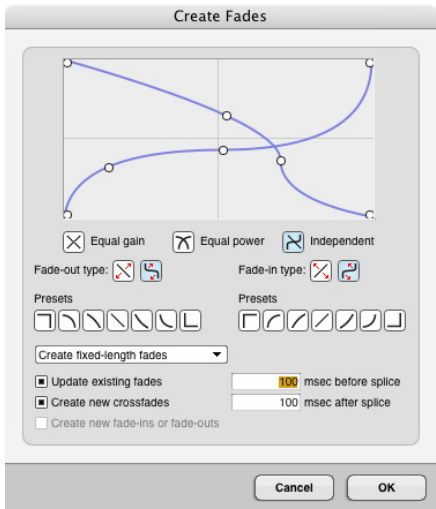 Create Fades
Equal gain
Equal power
Independent
Fade-out type:
Fade-in type:
Presets
Presets
Create fixed-length fades
Update existing fades
100 msec before splice
Create new crossfades
100 msec after splice
Create new fade-ins or fade-outs
Cancel
OK